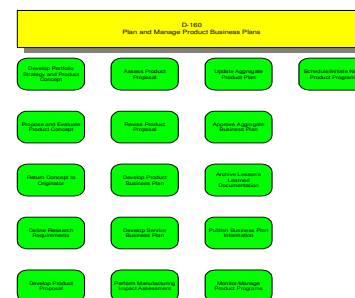 D-160
Plan and Manage Product Business Plans
Develop Portfolio
Strategy and Product
Concept
Assess Product
Proposal
Update Aggregate
Product Plan
Schedule/Initiate
Product Program
Propose and Evaluate
Product Concept
Revise Product
Proposal
Approve Aggregate
Business Plan
Return Concept to
Originator
Develop Product
Business Plan
Archive Lesson's
Learned
Documentation
Define Research
Requirements
Develop Service
Business Plan
Publish Business Plan
Information
Develop Product
Proposal
Perform Manufacturing
Impact Assessment
Monitor/Manage
Product Programs